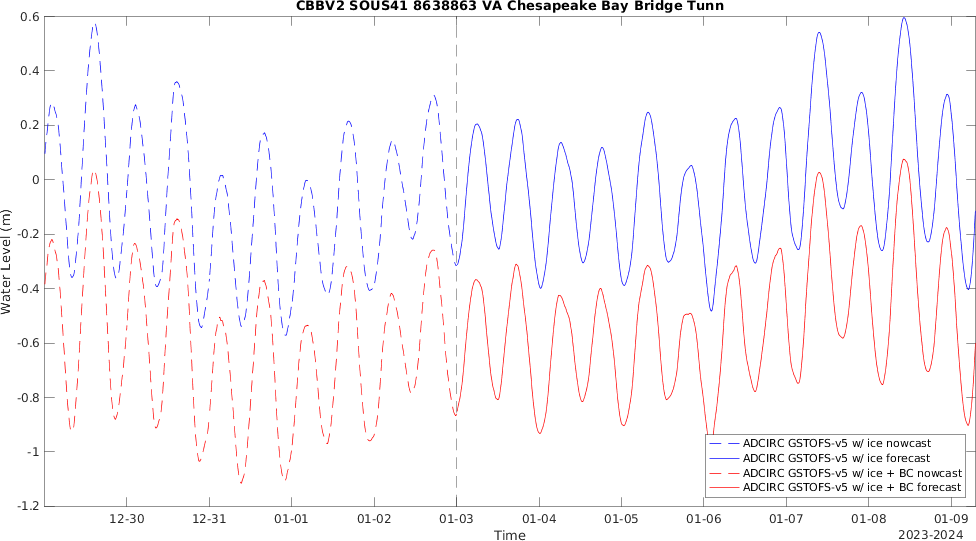 CBBV2 SOUS41 8638863 VA Chesapeake Bay Bridge Tunn
0.6
0.4
0.2
0
-0.2
-0.4
-0.6
-0.8
-1
-1.2
Water Level (m)
ADCIRC GSTOFS-v5 w/ ice nowcast
ADCIRC GSTOFS-v5 w/ ice forecast
ADCIRC GSTOFS-v5 w/ ice + BC nowcast
ADCIRC GSTOFS-v5 w/ ice + BC forecast
12-30 12-31 01-01 01-02 01-03 01-04 01-05 01-06 01-07 01-08 01-09
Time
2023-2024